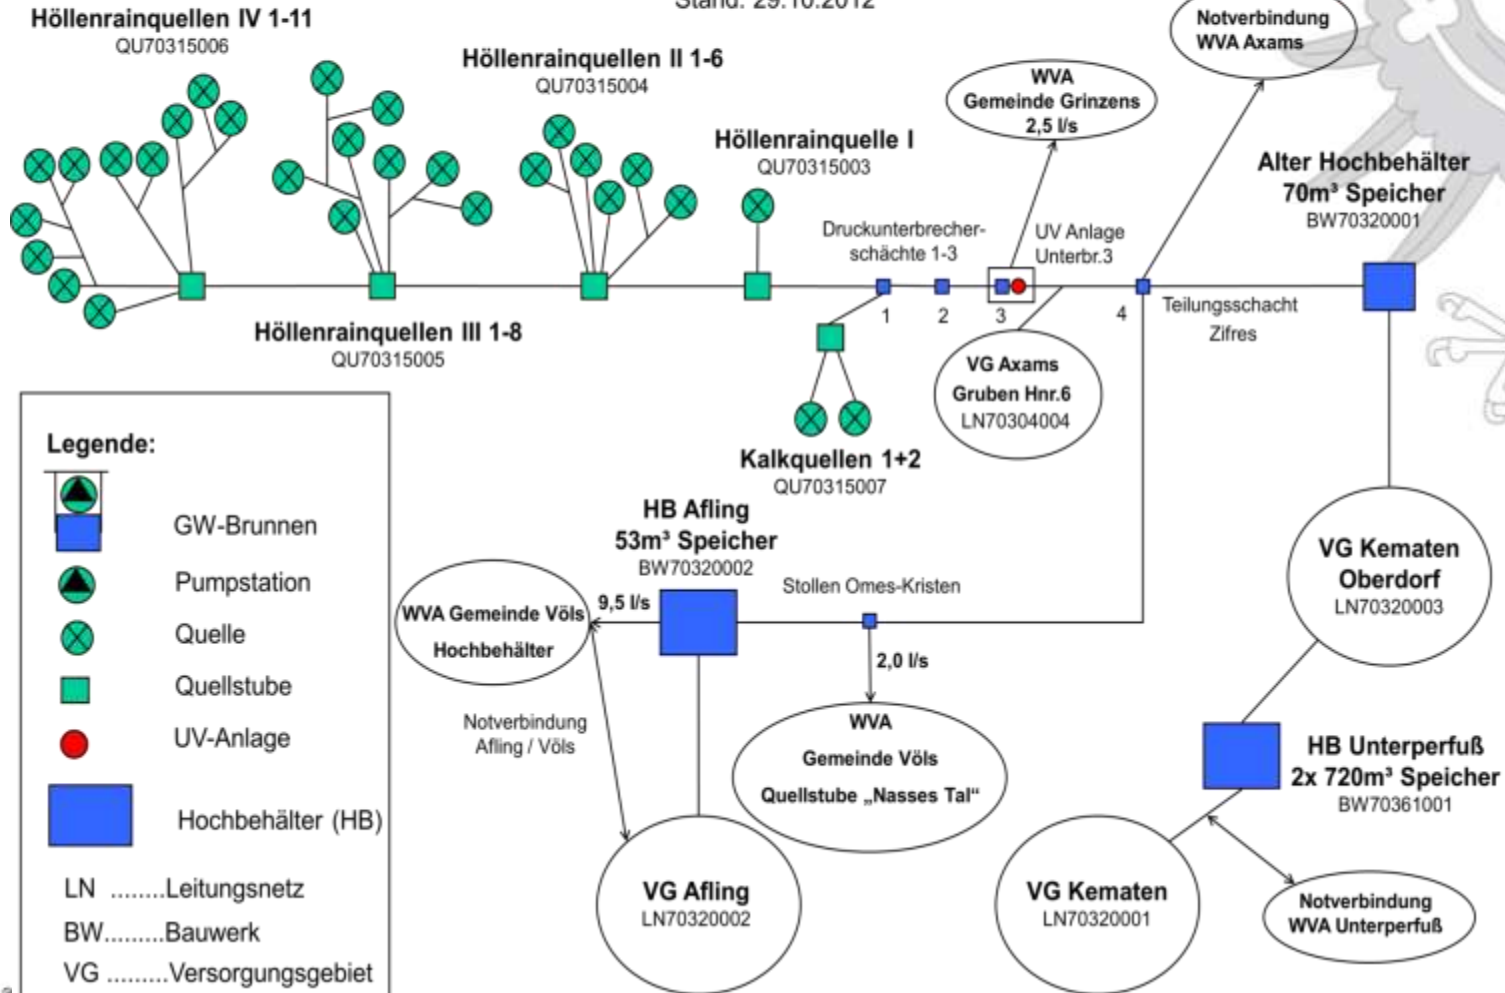 Stand: 29.10.2012
Höllenrainquellen IV 1-11
QU70315006
Höllenrainquellen II 1-6
QU70315004
Höllenrainquelle I
QU70315003
WVA
Gemeinde Grinzens
2,5 l/s
Notverbindung
WVA Axams
Alter Hochbehälter
70m³ Speicher
BW70320001
Druckunterbrecher-
schächte 1-3
UV Anlage
Unterbr.3
1
2
3
4
Teilungsschacht
Zifres
Höllenrainquellen III 1-8
QU70315005
VG Axams
Gruben Hnr.6
LN70304004
Kalkquellen 1+2
QU70315007
HB Afling
53m³ Speicher
BW70320002
Stollen Omes-Kristen
WVA Gemeinde Völs
Hochbehälter
9,5 l/s
2,0 l/s
Notverbindung
Afling / Völs
WVA
Gemeinde Völs
Quellstube „Nasses Tal“
VG Kematen
Oberdorf
LN70320003
HB Unterperfuß
2x 720m³ Speicher
BW70361001
VG Afling
LN70320002
VG Kematen
LN70320001
Notverbindung
WVA Unterperfuß
Legende:
GW-Brunnen
Pumpstation
Quelle
Quellstube
UV-Anlage
Hochbehälter (HB)
LN ........Leitungsnetz
BW.........Bauwerk
VG .........Versorgungsgebiet